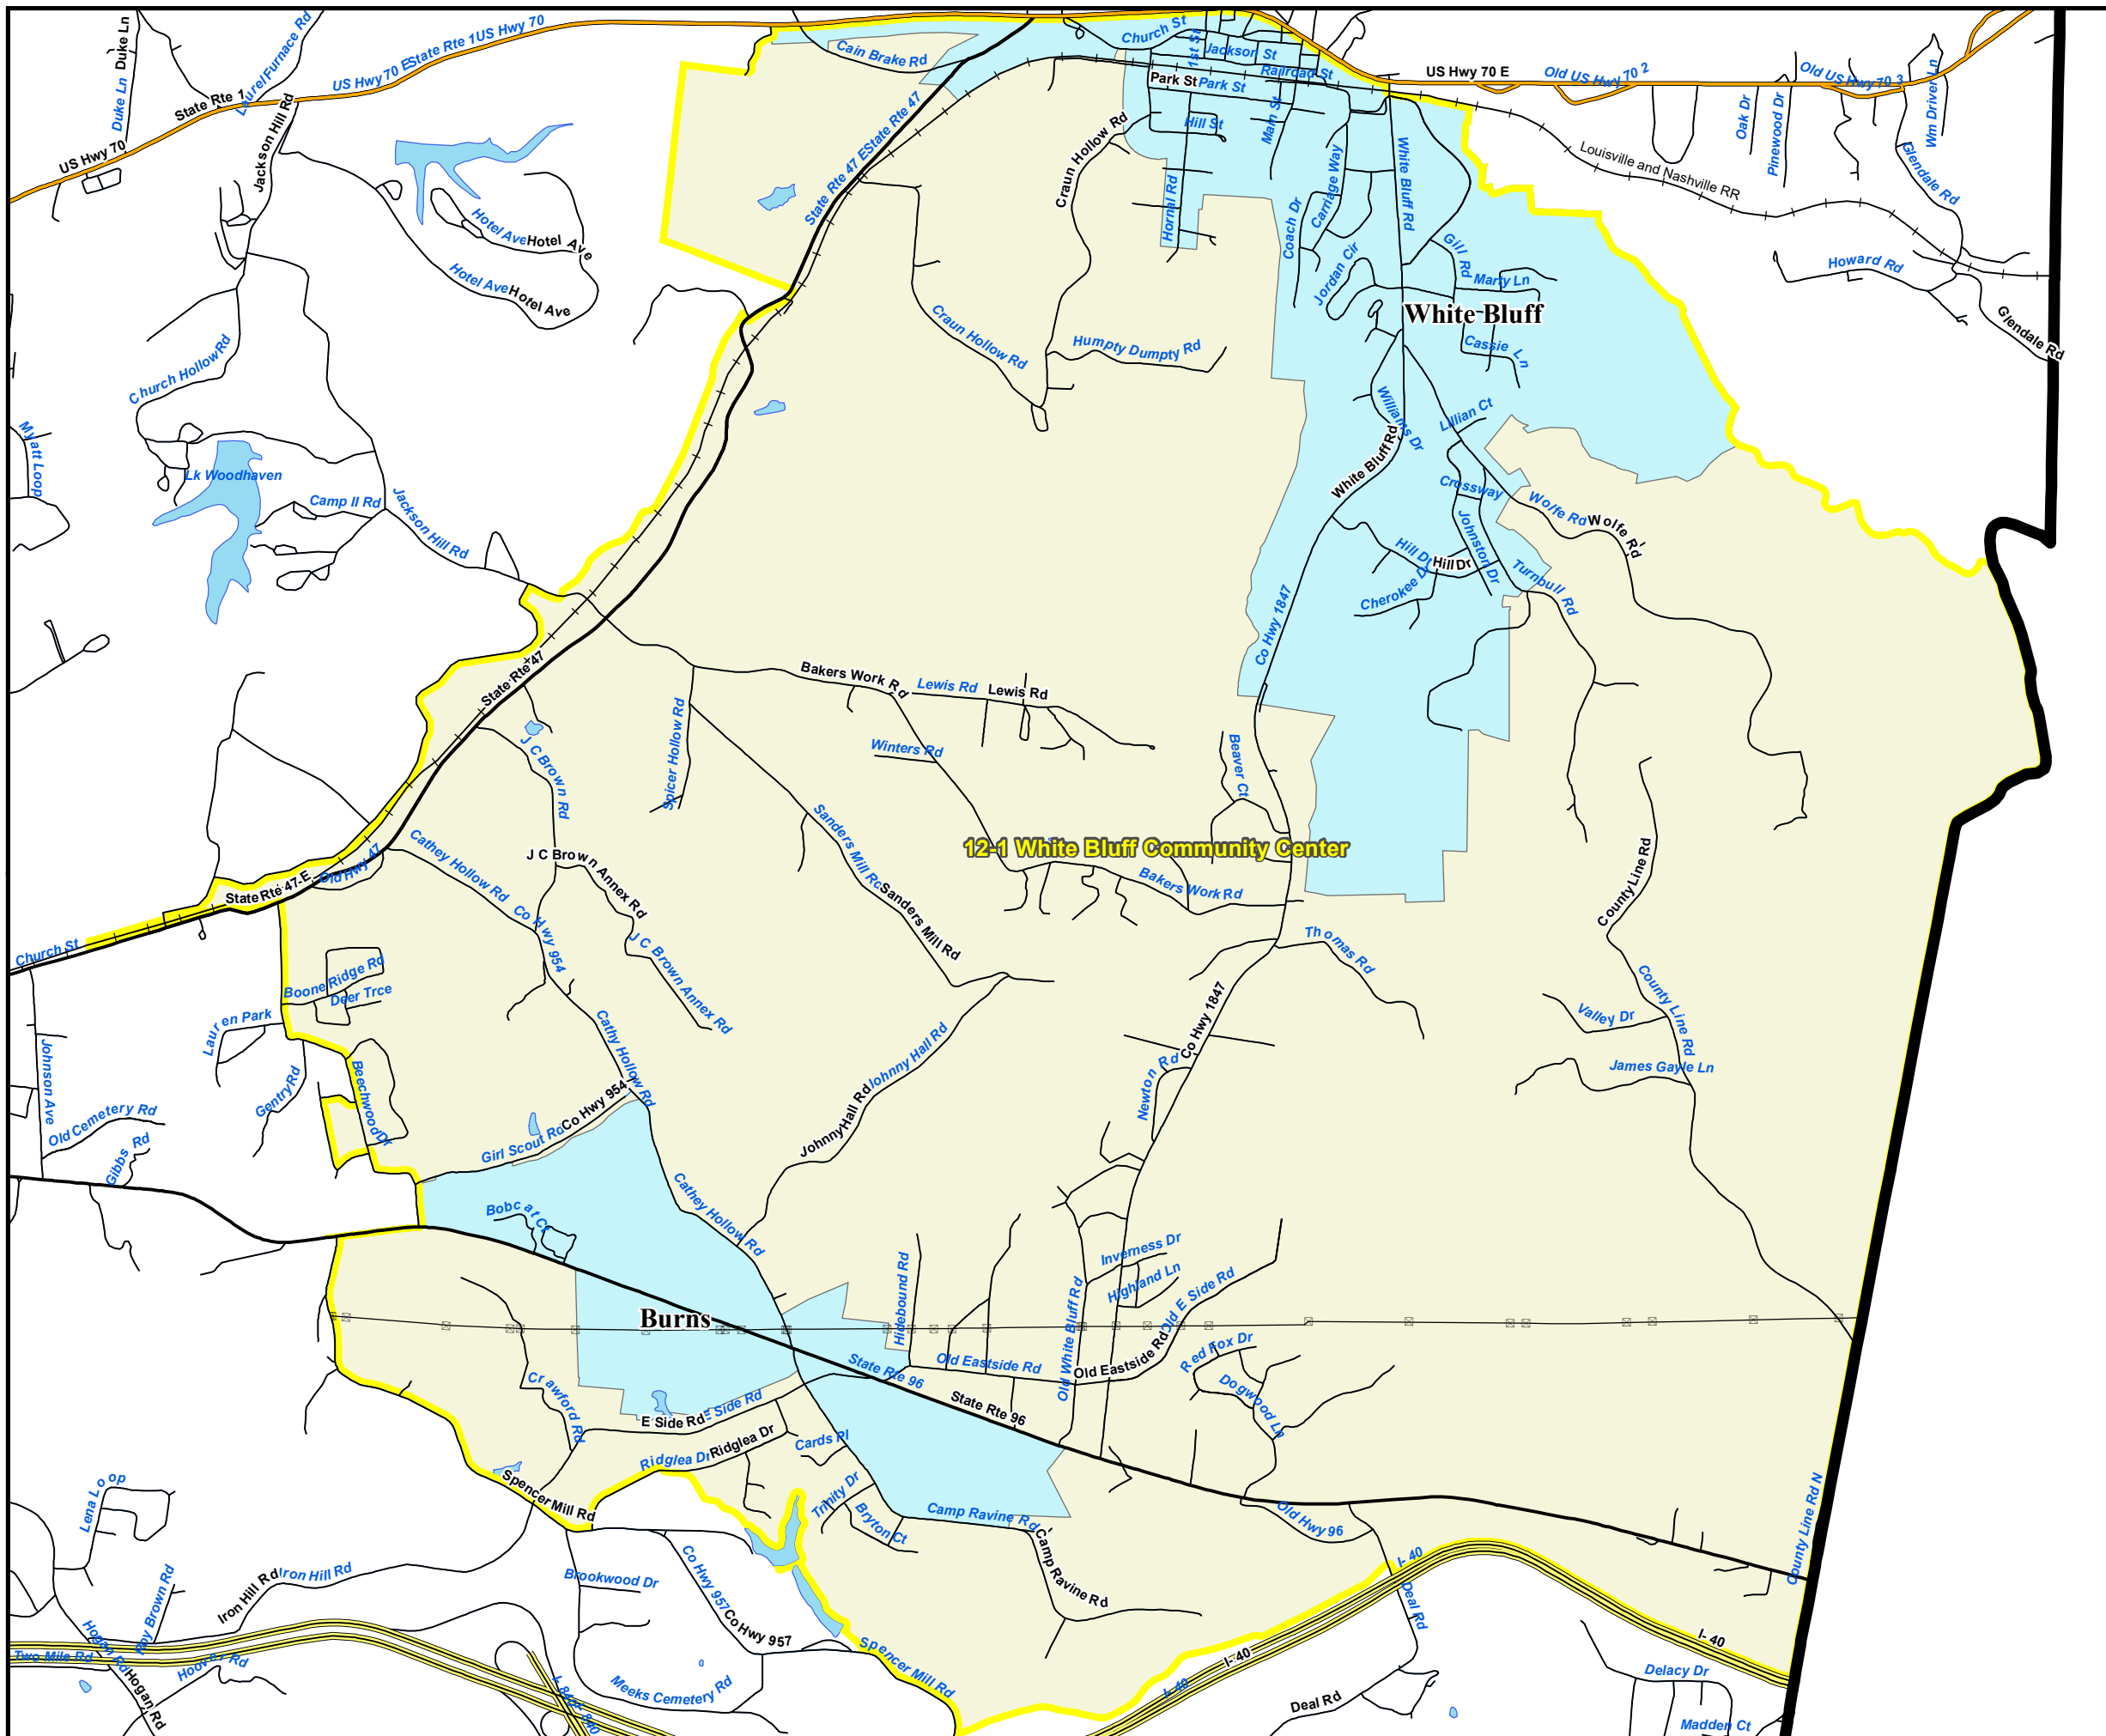 Duke Ln
Duke Ln
Laurel Furnace Rd
State Rte 1
US Hwy 70
US Hwy 70 E
State Rte 1
US Hwy 70
Jackson Hill Rd
Cain Brake Rd
Church St
1st St
Jackson St
Railroad St
Park St
Park St
Hill St
Main St
US Hwy 70 E
Old US Hwy 70 2
Old US Hwy 70 3
Oak Dr
Pinewood Dr
Wm Driver Ln
Glendale Rd
Louisville and Nashville RR
State Rte 47 E
State Rte 47
Craun Hollow Rd
Hornal Rd
Coach Dr
Carriage Way
White Bluff Rd
Jordan Cir
Gill Rd
Marty Ln
Howard Rd
Glendale Rd
Hotel Ave
Hotel Ave
Hotel Ave
Hotel Ave
White Bluff
Cassie Ln
Craun Hollow Rd
Humpty Dumpty Rd
Church Hollow Rd
Williams Dr
Lillian Ct
Myatt Loop
Lk Woodhaven
Camp II Rd
Jackson Hill Rd
White Bluff Rd
Crossway
Johnston Dr
Wolfe Rd
Wolfe Rd
Hill Dr
Hill Dr
Cherokee Dr
Turnbull Rd
Co Hwy 1847
State Rte 47
Bakers Work Rd
Lewis Rd
Lewis Rd
Spicer Hollow Rd
J C Brown Rd
Winters Rd
Beaver Ct
Sanders Mill Rd
12-1 White Bluff Community Center
Old Hwy 47
Cathey Hollow Rd
J C Brown Annex Rd
Sanders Mill Rd
Bakers Work Rd
County Line Rd
State Rte 47-E
Church St
Co Hwy 954
J C Brown Annex Rd
Thomas Rd
Boone Ridge Rd
Deer Trce
Lauren Park
County Line Rd
Valley Dr
Johnson Ave
Gentry Rd
Beechwood Dr
Cathy Hollow Rd
Johnny Hall Rd
Johnny Hall Rd
Co Hwy 1847
Newton Rd
James Gayle Ln
Old Cemetery Rd
Gibbs Rd
Girl Scout Rd
Co Hwy 954
Cathey Hollow Rd
Bobcat Ct
Hidebound Rd
Old White Bluff Rd
Inverness Dr
Highland Ln
Old E Side Rd
Burns
State Rte 96
Old Eastside Rd
Old Eastside Rd
Red Fox Dr
Dogwood Ln
Crawford Rd
E Side Rd
E Side Rd
State Rte 96
Ridglea Dr
Ridglea Dr
Cards Pl
Spencer Mill Rd
Trinity Dr
Bryton Ct
Camp Ravine Rd
Camp Ravine Rd
Old Hwy 96
County Line Rd N
Lena Loop
Iron Hill Rd
Iron Hill Rd
Roy Brown Rd
Brookwood Dr
Co Hwy 957
Co Hwy 957
I- 40
Deal Rd
Hogan Rd
Hogan Rd
Two Mile Rd
Hoover Rd
Meeks Cemetery Rd
Spencer Mill Rd
I- 40
I- 40
I- 40
Deal Rd
Delacy Dr
Madden Ct